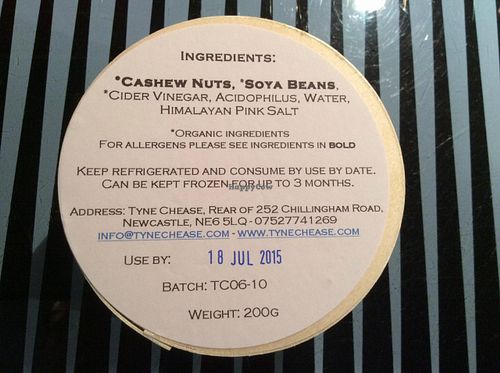 Ingredients:
*Cashew Nuts, *Soya Beans,
*Cider Vinegar, Acidophilus, Water,
Himalayan Pink Salt
*Organic ingredients
For allergens please see ingredients in bold
Keep refrigerated and consume by use by date.
Can be kept frozen for up to 3 months.
HappyCow
Address: Tyne Chease, Rear of 252 Chillingham Road,
Newcastle, NE6 5LQ - 07527741269
info@tynechease.com - www.tynechease.com
Use by: 18 JUL 2015
Batch: TC06-10
Weight: 200g